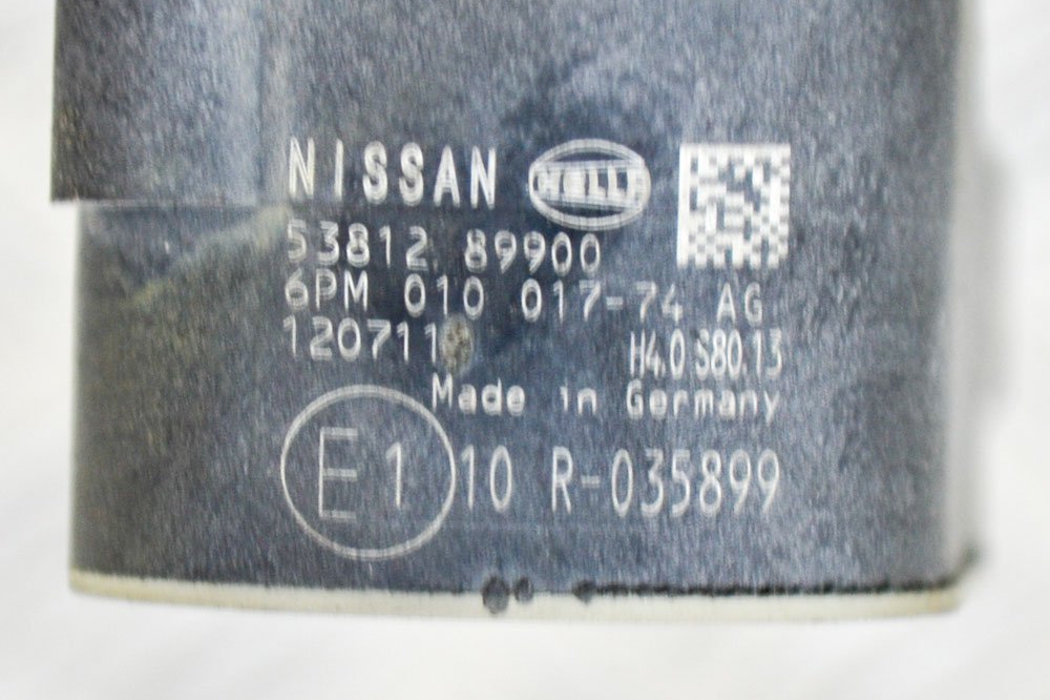 NISSAN HELLA
53812 89900
6PM 010 017-74 AG
120711
H4.0 S80.13
Made in Germany
E1 10 R-035899